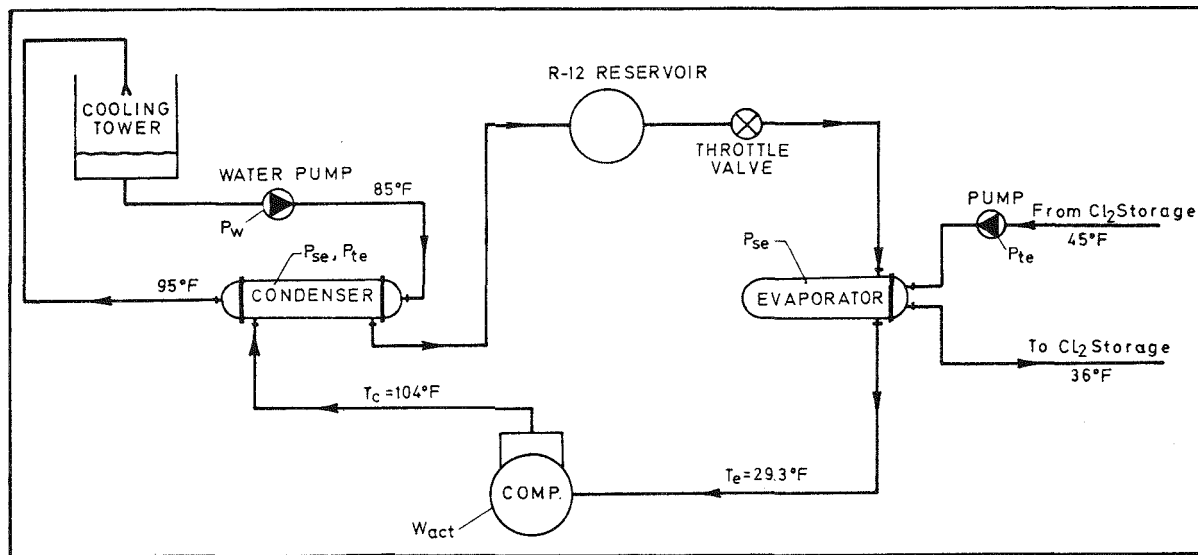 R-12 RESERVOIR
COOLING
TOWER
THROTTLE
VALVE
WATER PUMP
85°F
Pw
PUMP
From Cl2 Storage
45°F
Pte
Pse, Pte
Pse
95°F
CONDENSER
EVAPORATOR
To CL2 Storage
36°F
Tc=104°F
Te=29.3°F
COMP.
Wact